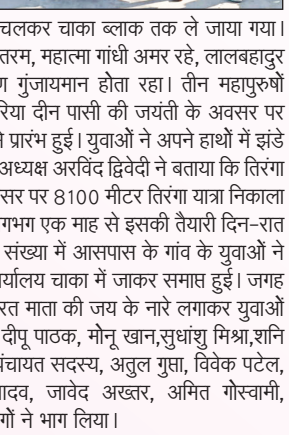 चलकर चाका ब्लाक तक ले जाया गया।
तरम, महात्मा गांधी अमर रहे, लालबहादुर
ण गुंजायमान होता रहा। तीन महापुरुषों
रिया दीन पासी की जयंती के अवसर पर
प्रारंभ हुई। युवाओं ने अपने हाथों में झंडे
अध्यक्ष अरविंद द्विवेदी ने बताया कि तिरंगा
सर पर 8100 मीटर तिरंगा यात्रा निकाला
गभग एक माह से इसकी तैयारी दिन-रात
संख्या में आसपास के गांव के युवाओं ने
र्यालय चाका में जाकर समाप्त हुई। जगह
रत माता की जय के नारे लगाकर युवाओं
दीपू पाठक, मोनू खान,सुधांशु मिश्रा,शनि
पंचायत सदस्य, अतुल गुप्ता, विवेक पटेल,
यादव, जावेद अख्तर, अमित गोस्वामी,
गों ने भाग लिया।